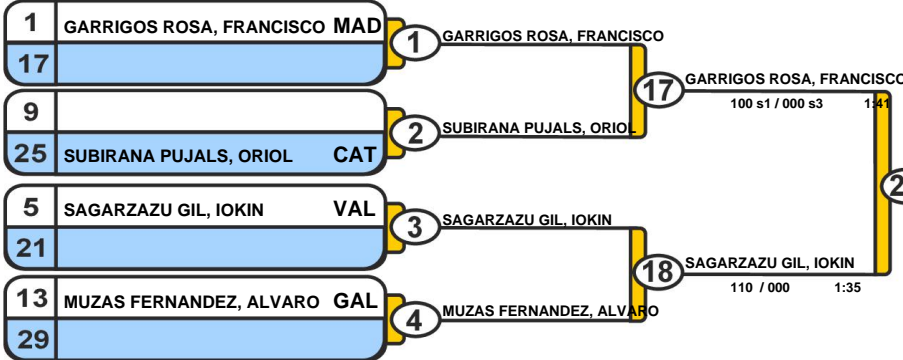 1 GARRIGOS ROSA, FRANCISCO MAD
17
9
25 SUBIRANA PUJALS, ORIOL CAT
5 SAGARZAZU GIL, IOKIN VAL
21
13 MUZAS FERNANDEZ, ALVARO GAL
29
1 GARRIGOS ROSA, FRANCISCO
2 SUBIRANA PUJALS, ORIOL
3 SAGARZAZU GIL, IOKIN
4 MUZAS FERNANDEZ, ALVARO
17 GARRIGOS ROSA, FRANCISCO
100 s1 / 000 s3 1:41
18 SAGARZAZU GIL, IOKIN
110 / 000 1:35